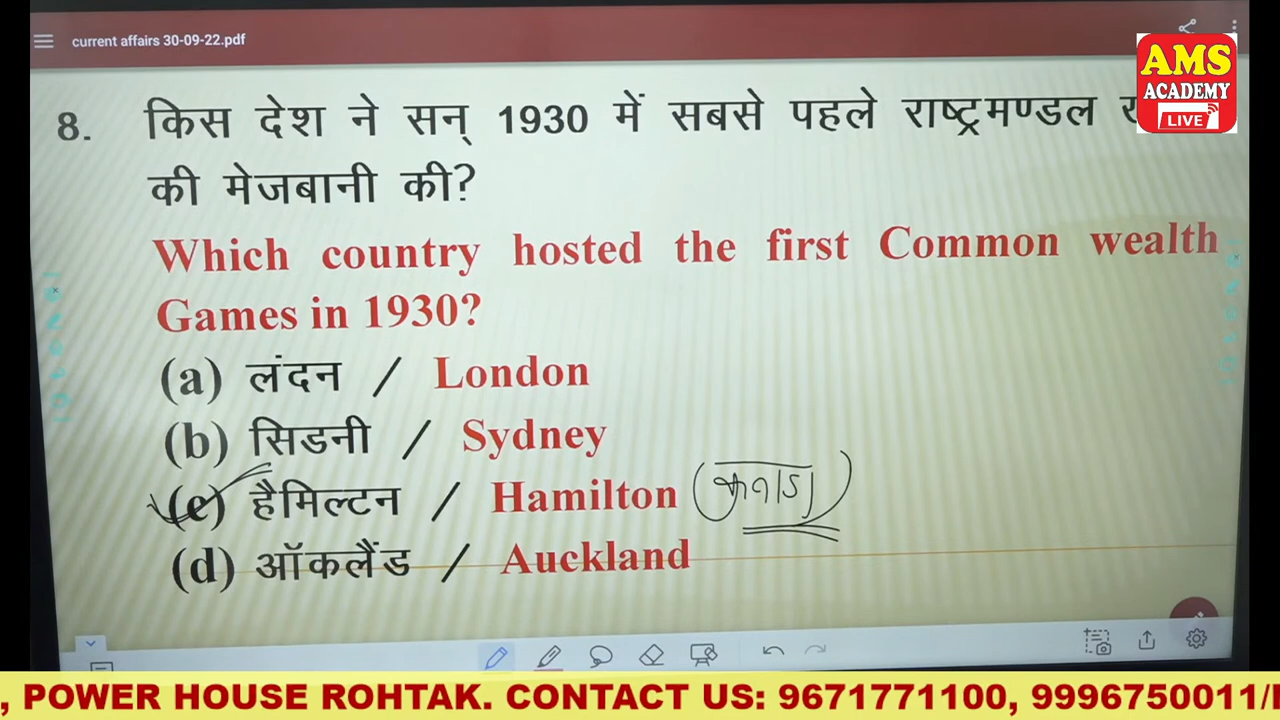 current affairs 30-09-22.pdf
AMS
ACADEMY
LIVE
8. किस देश ने सन् 1930 में सबसे पहले राष्ट्रमण्डल
की मेजबानी की?
Which country hosted the first Common wealth
Games in 1930?
(a) लंदन / London
(b) सिडनी / Sydney
(c) हैमिल्टन / Hamilton (कनाडा)
(d) ऑकलैंड / Auckland
, POWER HOUSE ROHTAK. CONTACT US: 9671771100, 9996750011/